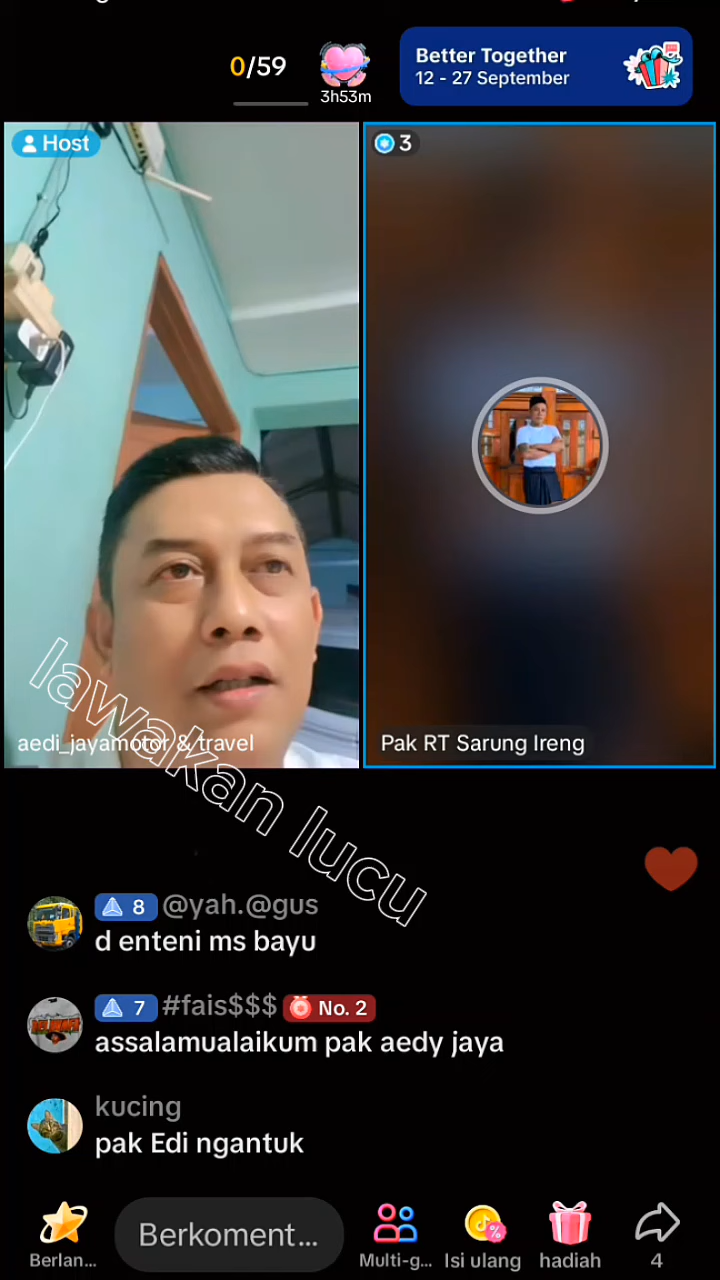 0/59
3h53m
Better Together
12 - 27 September
Host
3
aedi_jayamotor & travel
Pak RT Sarung Ireng
lawakan lucu
8 @yah.@gus
d enteni ms bayu
7 #fais$$$ No. 2
assalamualaikum pak aedy jaya
kucing
pak Edi ngantuk
Berlan...
Berkoment...
Multi-g...
Isi ulang
hadiah
4